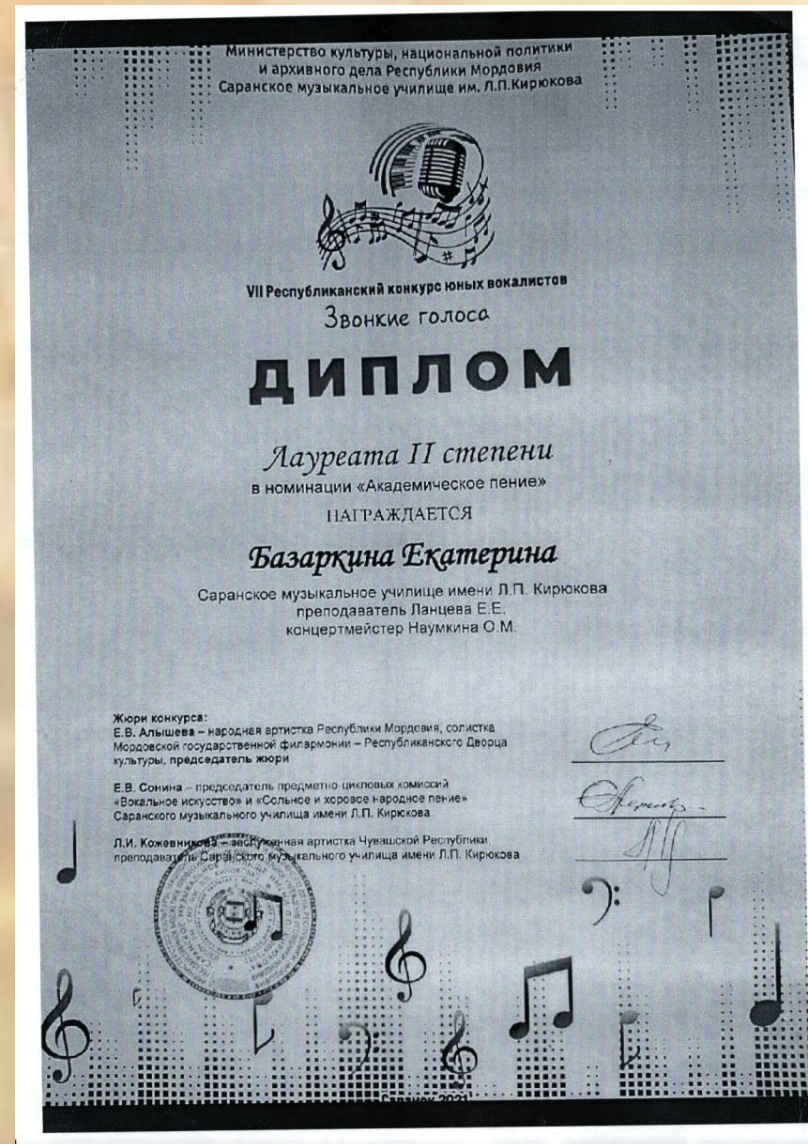 Министерство культуры, национальной политики
и архивного дела Республики Мордовия
Саранское музыкальное училище им. Л.П.Кирюкова
VII Республиканский конкурс юных вокалистов
Звонкие голоса
ДИПЛОМ
Лауреата II степени
в номинации «Академическое пение»
НАГРАЖДАЕТСЯ
Базаркина Екатерина
Саранское музыкальное училище имени Л.П. Кирюкова
преподаватель Ланцева Е.Е.
концертмейстер Наумкина О.М.
Жюри конкурса:
Е.В. Алышева – народная артистка Республики Мордовия, солистка
Мордовской государственной филармонии – Республиканского Дворца
культуры, председатель жюри
Е.В. Сонина – председатель предметно-цикловых комиссий
«Вокальное искусство» и «Сольное и хоровое народное пение»
Саранского музыкального училища имени Л.П. Кирюкова
Л.И. Кожевникова – заслуженная артистка Чувашской Республики,
преподаватель Саранского музыкального училища имени Л.П. Кирюкова
Саранск 2021